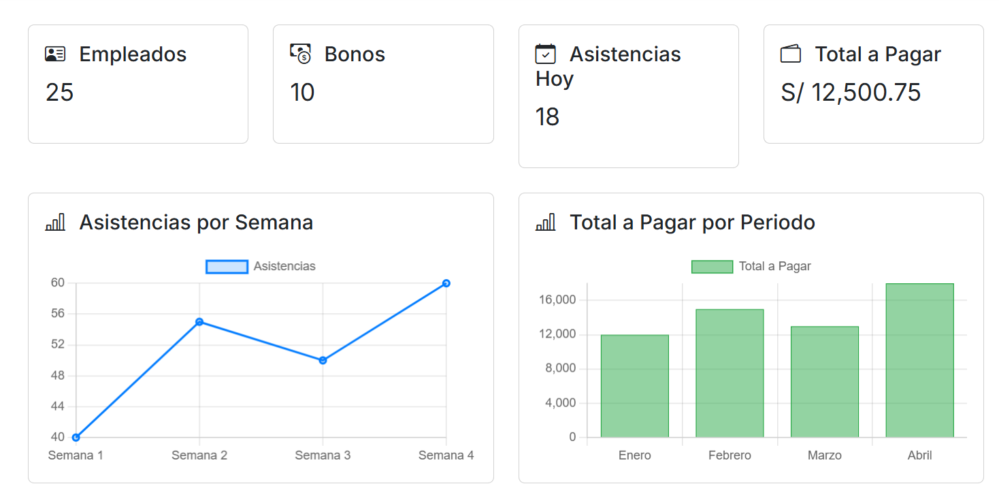 Empleados
25
Bonos
10
Asistencias
Hoy
18
Total a Pagar
S/ 12,500.75
Asistencias por Semana
Asistencias
60
56
52
48
44
40
Semana 1
Semana 2
Semana 3
Semana 4
Total a Pagar por Periodo
Total a Pagar
16,000
12,000
8,000
4,000
0
Enero
Febrero
Marzo
Abril